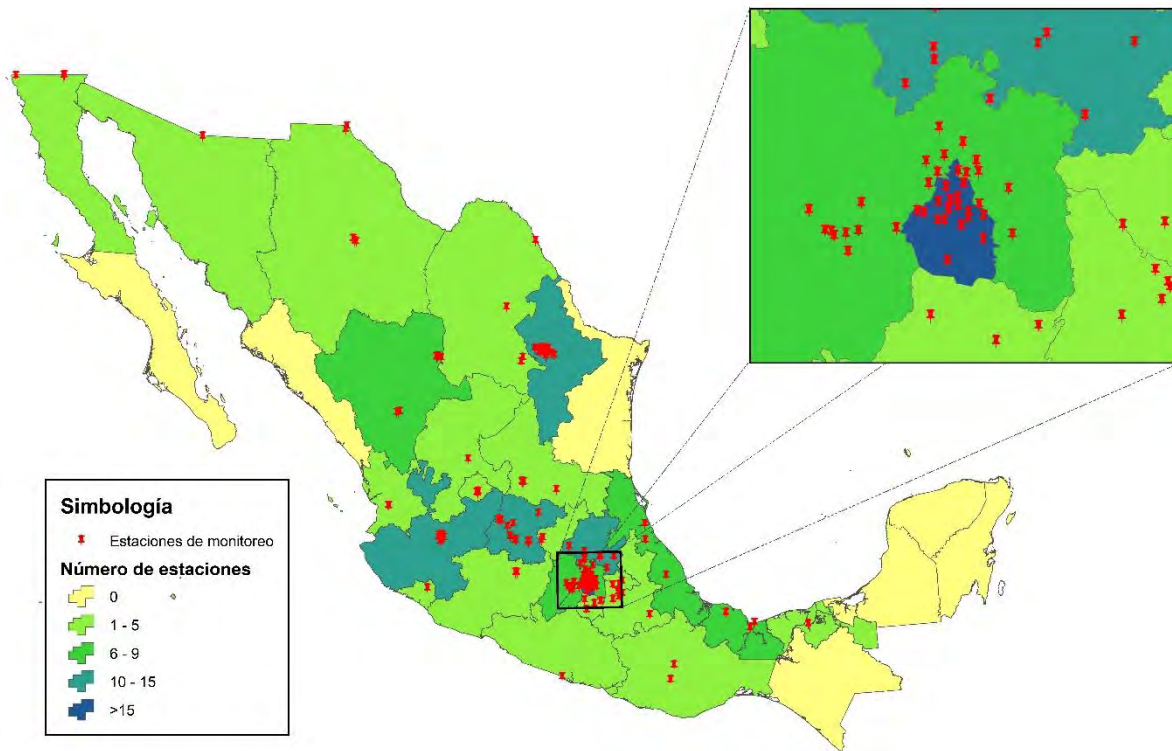 Simbología
Estaciones de monitoreo
Número de estaciones
0
1 - 5
6 - 9
10 - 15
>15